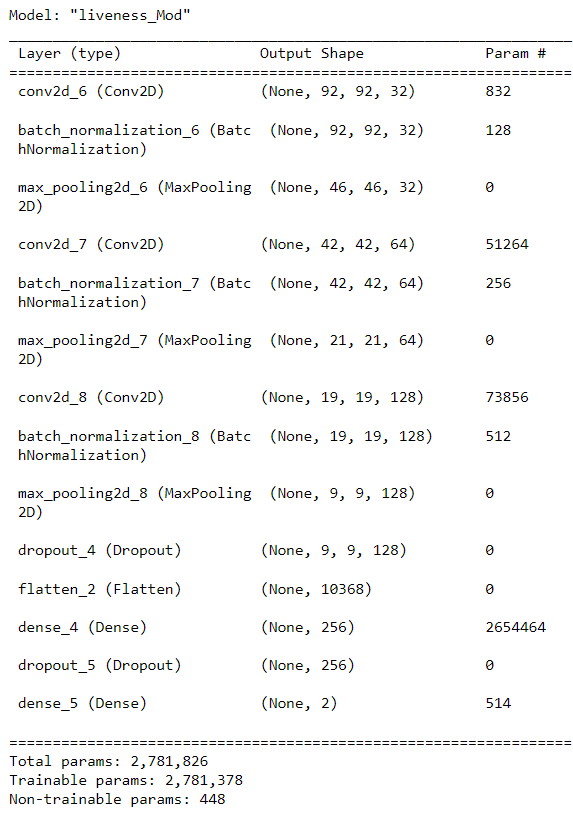 Model: "liveness_Mod"
_________________________________________________________________
Layer (type) Output Shape Param #
=================================================================
conv2d_6 (Conv2D) (None, 92, 92, 32) 832
batch_normalization_6 (Batc (None, 92, 92, 32) 128
hNormalization)
max_pooling2d_6 (MaxPooling (None, 46, 46, 32) 0
2D)
conv2d_7 (Conv2D) (None, 42, 42, 64) 51264
batch_normalization_7 (Batc (None, 42, 42, 64) 256
hNormalization)
max_pooling2d_7 (MaxPooling (None, 21, 21, 64) 0
2D)
conv2d_8 (Conv2D) (None, 19, 19, 128) 73856
batch_normalization_8 (Batc (None, 19, 19, 128) 512
hNormalization)
max_pooling2d_8 (MaxPooling (None, 9, 9, 128) 0
2D)
dropout_4 (Dropout) (None, 9, 9, 128) 0
flatten_2 (Flatten) (None, 10368) 0
dense_4 (Dense) (None, 256) 2654464
dropout_5 (Dropout) (None, 256) 0
dense_5 (Dense) (None, 2) 514
=================================================================
Total params: 2,781,826
Trainable params: 2,781,378
Non-trainable params: 448